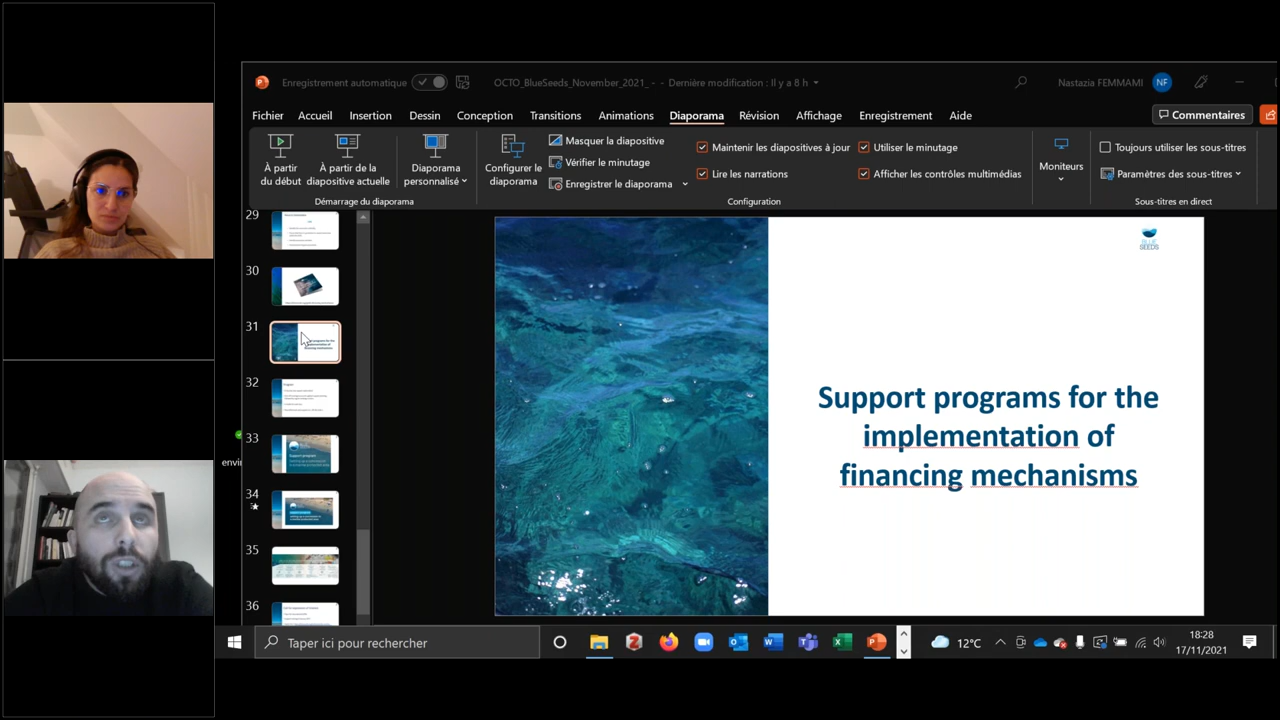 Enregistrement automatique
OCTO_BlueSeeds_November_2021_ - - Dernière modification : Il y a 8 h
Nastazia FEMMAMI
NF
Fichier Accueil Insertion Dessin Conception Transitions Animations Diaporama Révision Affichage Enregistrement Aide
Commentaires
À partir
du début
À partir de la
diapositive actuelle
Diaporama
personnalisé
Configurer le
diaporama
Masquer la diapositive
Vérifier le minutage
Enregistrer le diaporama
Maintenir les diapositives à jour
Utiliser le minutage
Lire les narrations
Afficher les contrôles multimédias
Moniteurs
Toujours utiliser les sous-titres
Paramètres des sous-titres
Démarrage du diaporama
Configuration
Sous-titres en direct
29
30
31
32
33
Support program
34
35
36
envir
BLUE
SEEDS
Support programs for the
implementation of
financing mechanisms
Taper ici pour rechercher
12°C
18:28
17/11/2021